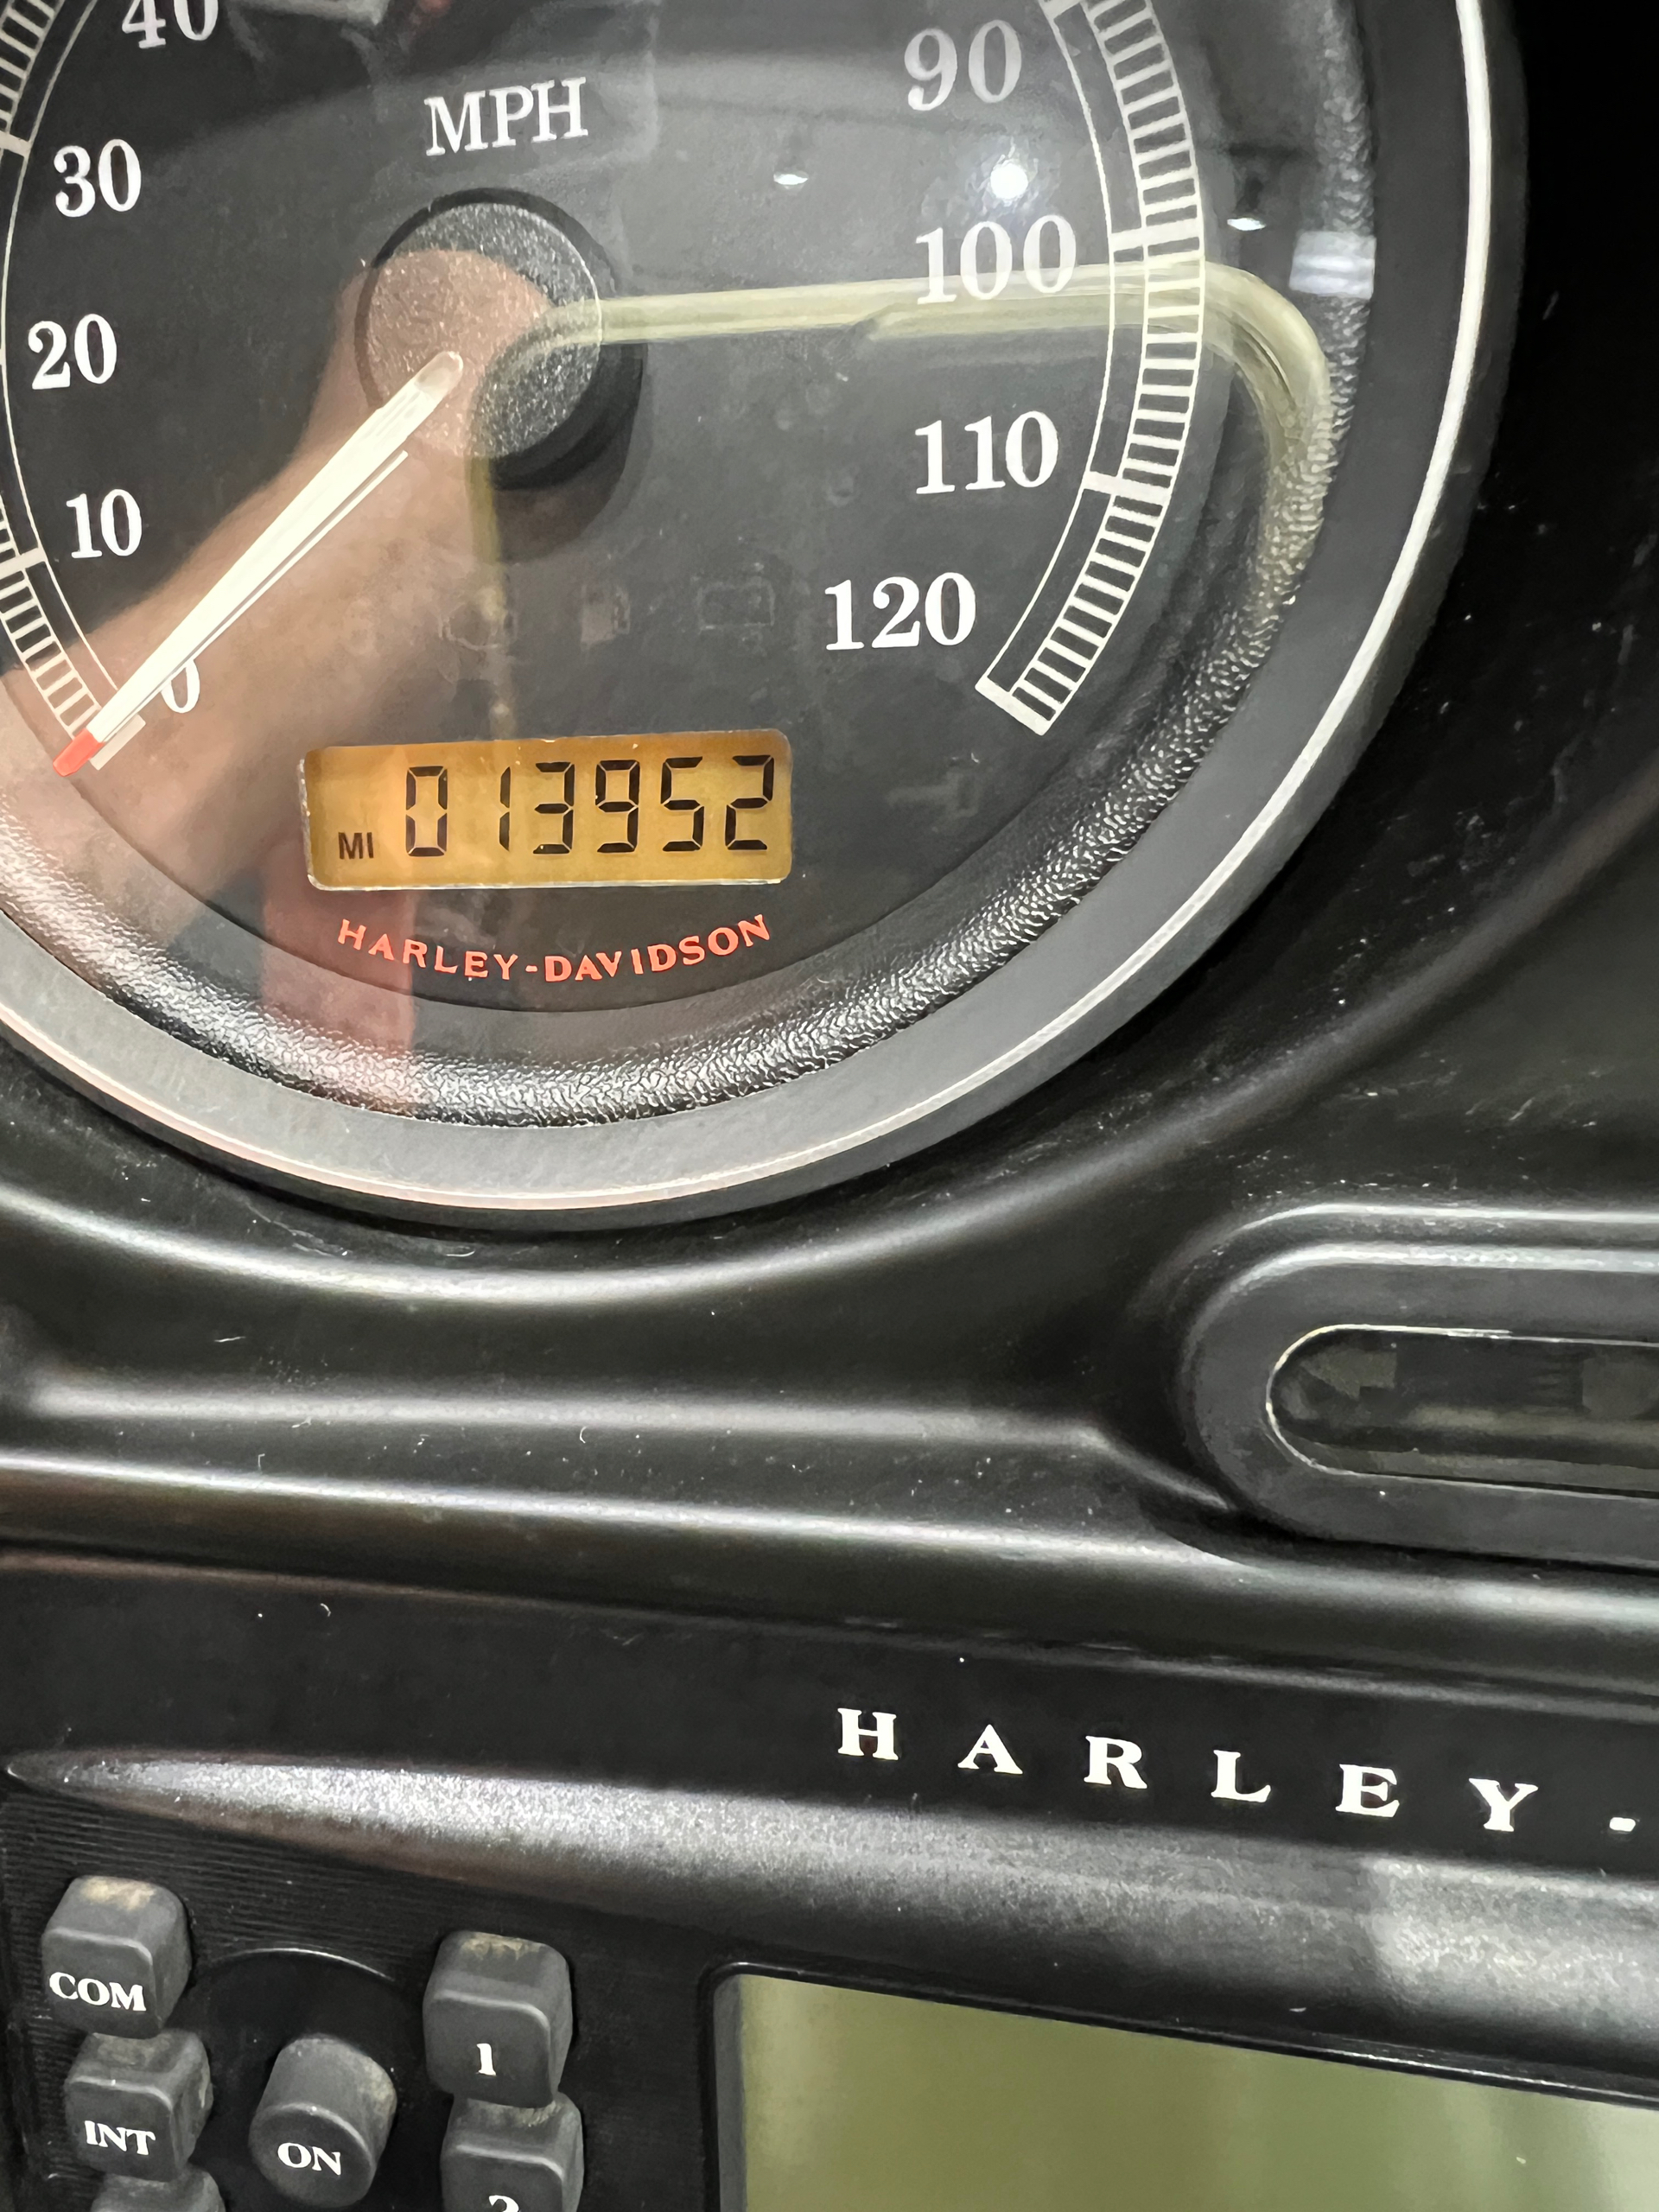 40
MPH
90
30
100
20
110
10
120
0
MI 013952
HARLEY-DAVIDSON
HARLEY-
COM
1
INT
ON